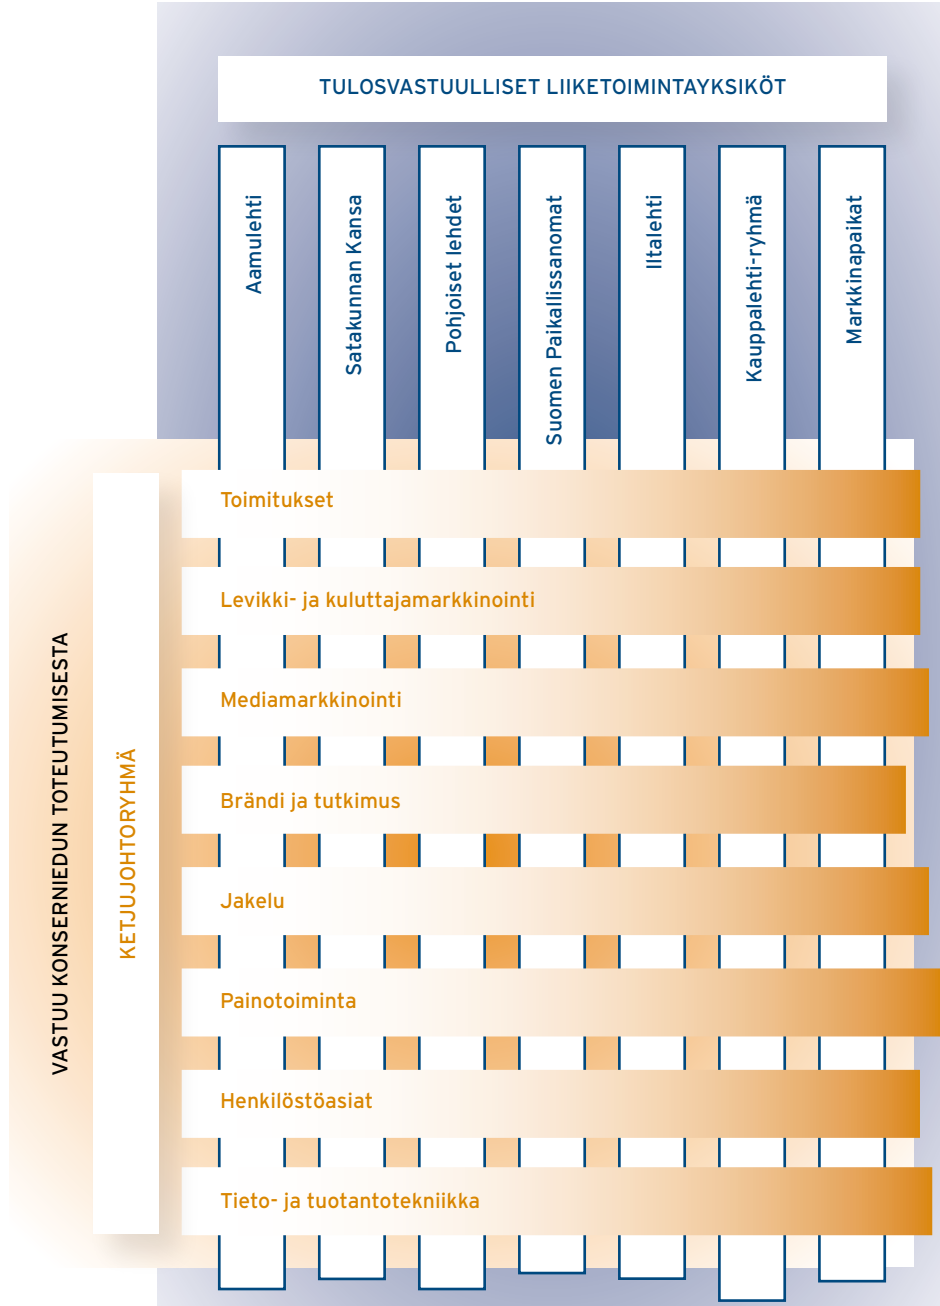 TULOSVASTUULLISET LIIKETOIMINTAYKSIKÖT
Aamulehti
Satakunnan Kansa
Pohjoiset lehdet
Suomen Paikallissanomat
Iltalehti
Kauppalehti-ryhmä
Markkinapaikat
VASTUU KONSERNIEDUN TOTEUTUMISESTA
KETJUJOHTORYHMÄ
Toimitukset
Levikki- ja kuluttajamarkkinointi
Mediamarkkinointi
Brändi ja tutkimus
Jakelu
Painotoiminta
Henkilöstöasiat
Tieto- ja tuotantotekniikka